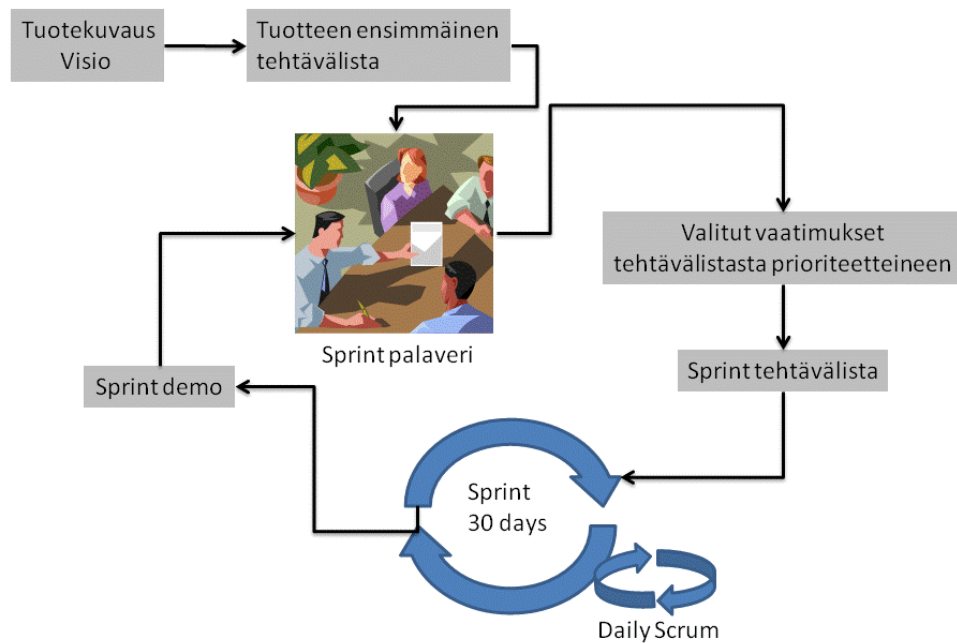 Tuotekuvaus
Visio
Tuotteen ensimmäinen
tehtävälista
Sprint palaveri
Valitut vaatimukset
tehtävälistasta prioriteetteineen
Sprint tehtävälista
Sprint demo
Sprint
30 days
Daily Scrum